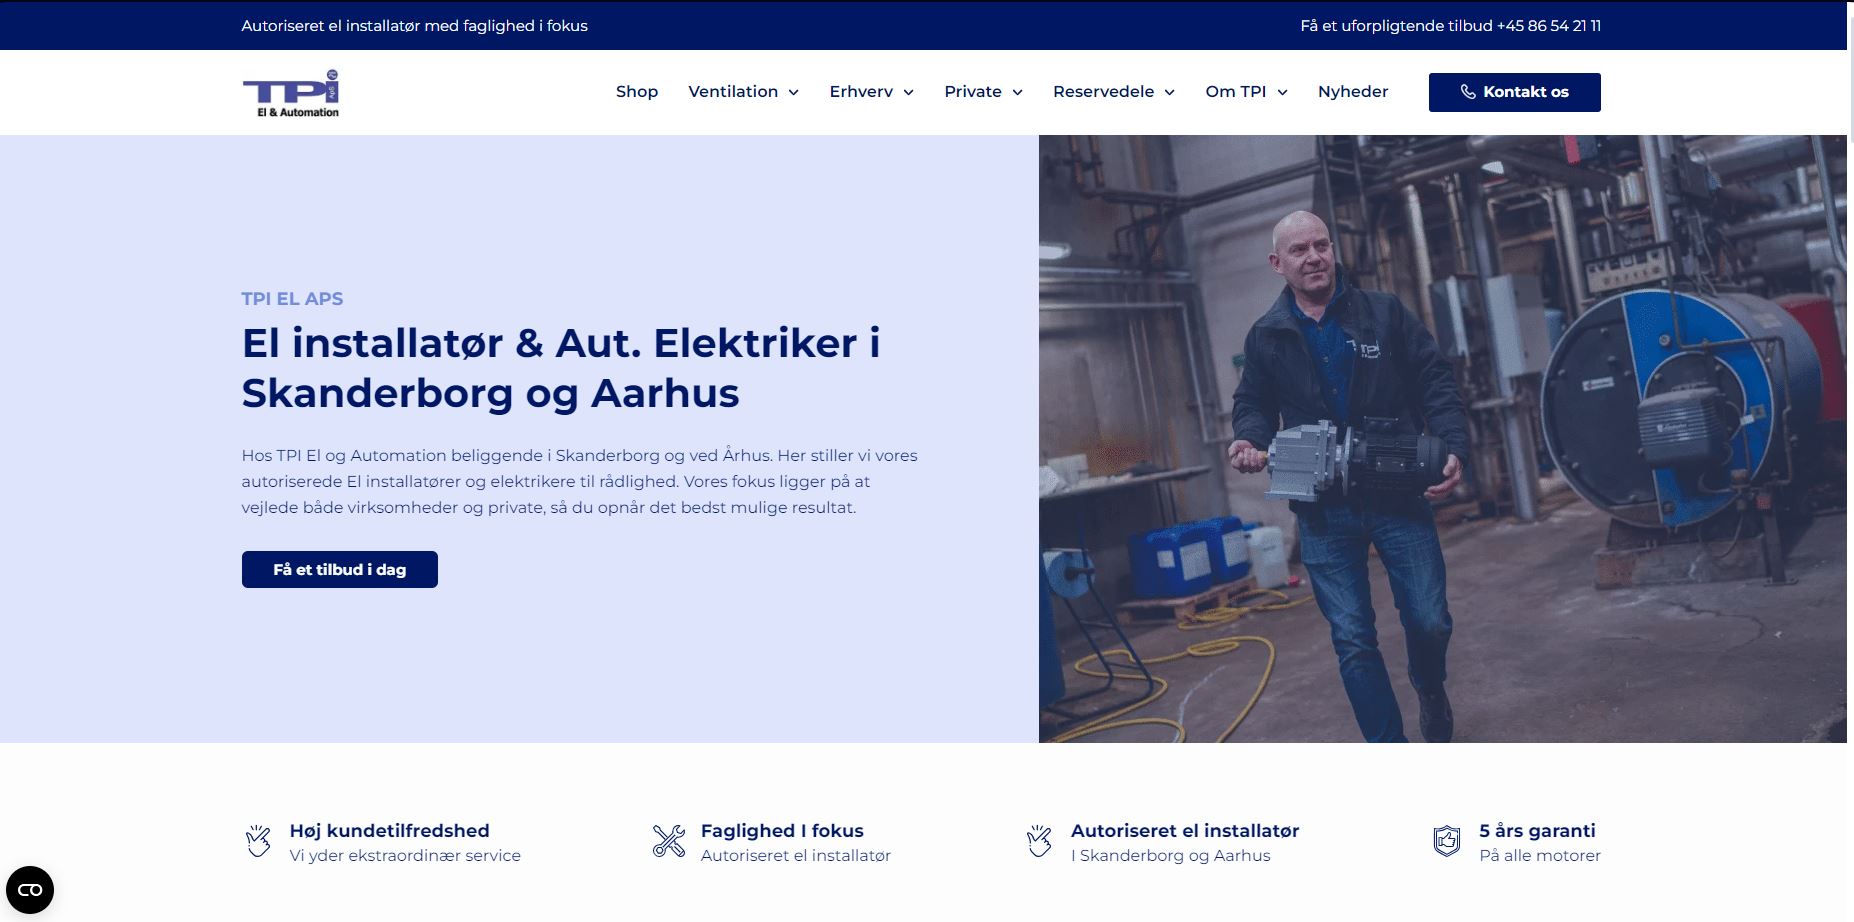 Autoriseret el installatør med faglighed i fokus
Få et uforpligtende tilbud +45 86 54 21 11
TPi ApS
El & Automation
Shop
Ventilation
Erhverv
Private
Reservedele
Om TPI
Nyheder
Kontakt os
TPI EL APS
El installatør & Aut. Elektriker i
Skanderborg og Aarhus
Hos TPI El og Automation beliggende i Skanderborg og ved Århus. Her stiller vi vores
autoriserede El installatører og elektrikere til rådlighed. Vores fokus ligger på at
vejlede både virksomheder og private, så du opnår det bedst mulige resultat.
Få et tilbud i dag
TPi
Høj kundetilfredshed
Vi yder ekstraordinær service
Faglighed I fokus
Autoriseret el installatør
Autoriseret el installatør
I Skanderborg og Aarhus
5 års garanti
På alle motorer